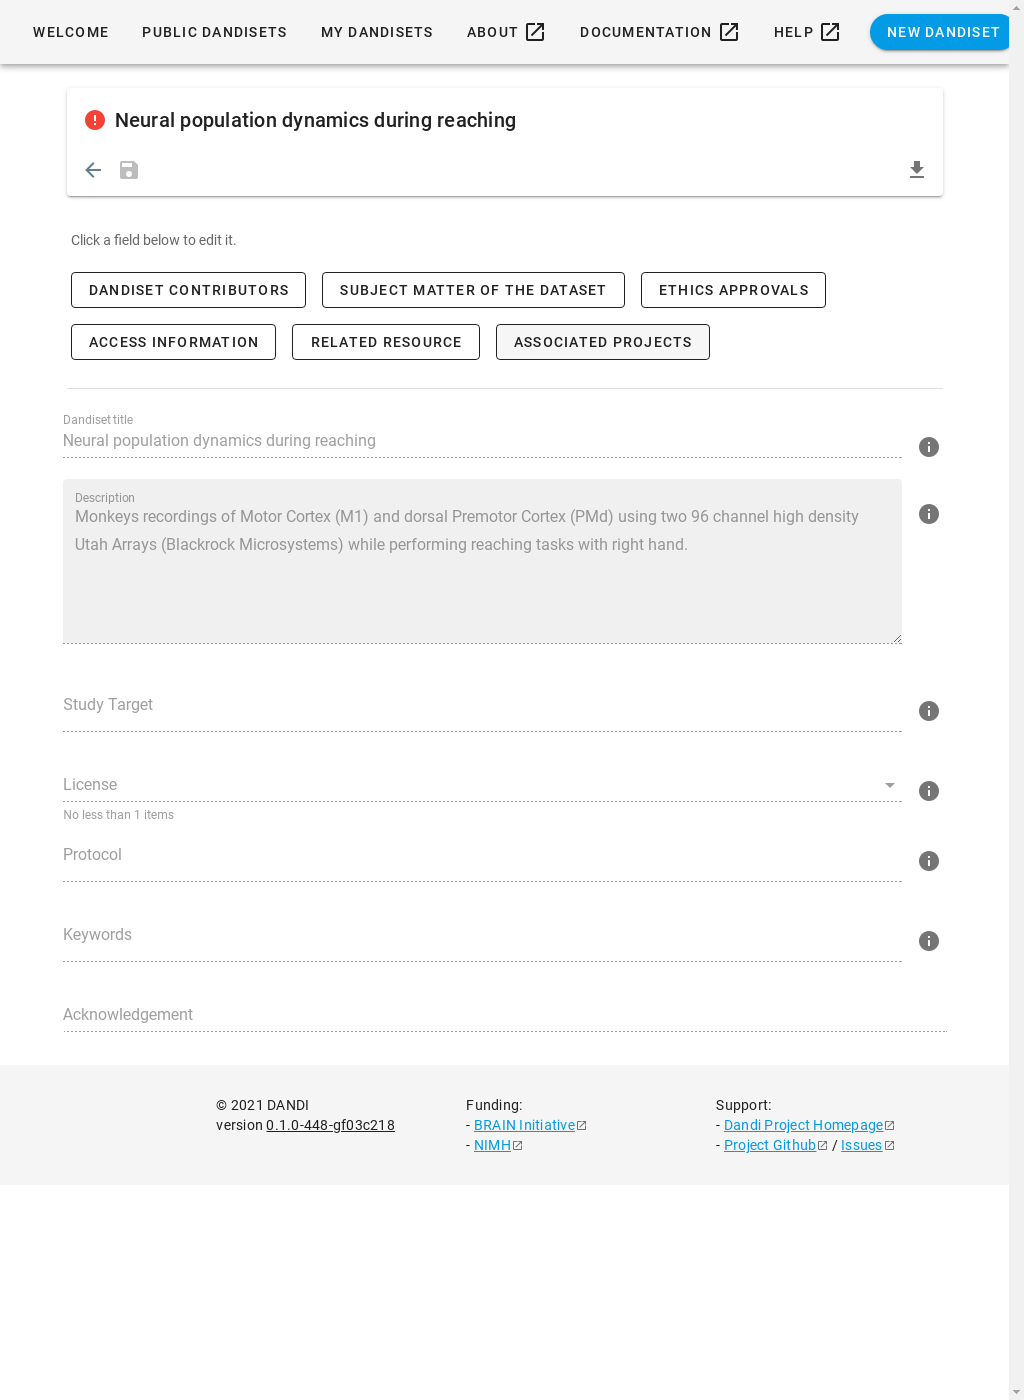 WELCOME PUBLIC DANDISETS MY DANDISETS ABOUT DOCUMENTATION HELP NEW DANDISET
Neural population dynamics during reaching
Click a field below to edit it.
DANDISET CONTRIBUTORS SUBJECT MATTER OF THE DATASET ETHICS APPROVALS
ACCESS INFORMATION RELATED RESOURCE ASSOCIATED PROJECTS
Dandiset title
Neural population dynamics during reaching
Description
Monkeys recordings of Motor Cortex (M1) and dorsal Premotor Cortex (PMd) using two 96 channel high density
Utah Arrays (Blackrock Microsystems) while performing reaching tasks with right hand.
Study Target
License
No less than 1 items
Protocol
Keywords
Acknowledgement
© 2021 DANDI
version 0.1.0-448-gf03c218
Funding:
- BRAIN Initiative
- NIMH
Support:
- Dandi Project Homepage
- Project Github / Issues